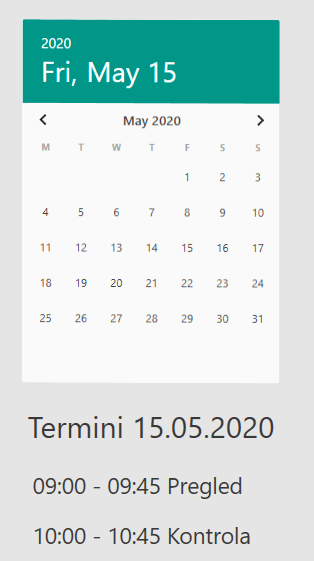 2020
Fri, May 15
May 2020
M T W T F S S
1 2 3
4 5 6 7 8 9 10
11 12 13 14 15 16 17
18 19 20 21 22 23 24
25 26 27 28 29 30 31
Termini 15.05.2020
09:00 - 09:45 Pregled
10:00 - 10:45 Kontrola